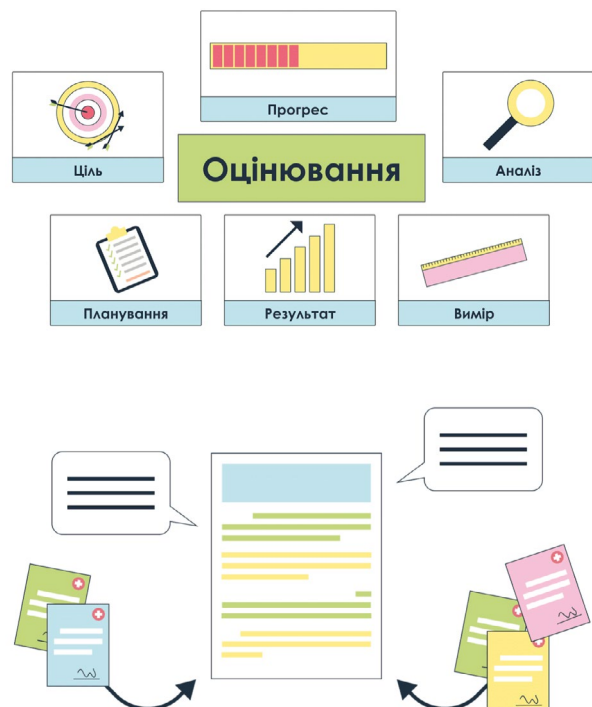 Прогрес
Ціль
Оцінювання
Аналіз
Планування
Результат
Вимір